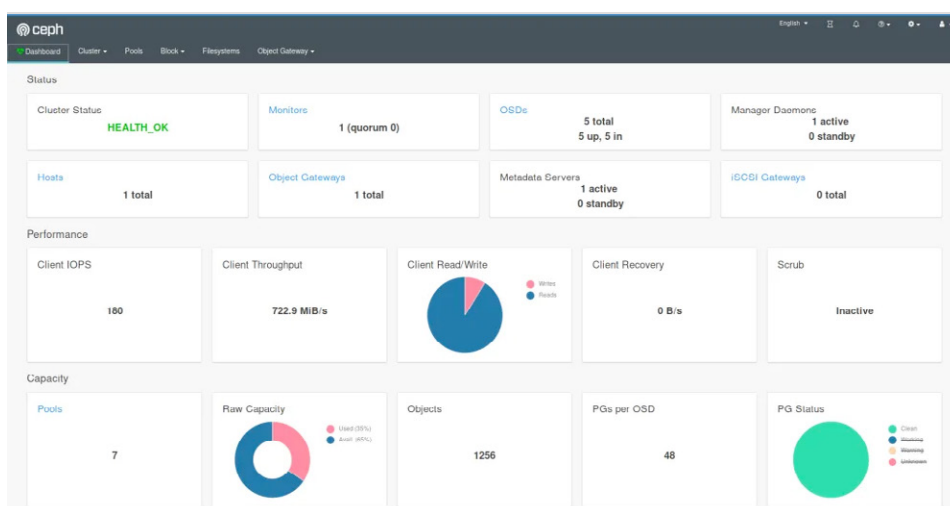 ceph
English
Dashboard Cluster Pools Block Filesystems Object Gateway
Status
Cluster Status
HEALTH_OK
Monitors
1 (quorum 0)
OSDs
5 total
5 up, 5 in
Manager Daemons
1 active
0 standby
Hosts
1 total
Object Gateways
1 total
Metadata Servers
1 active
0 standby
iSCSI Gateways
0 total
Performance
Client IOPS
180
Client Throughput
722.9 MiB/s
Client Read/Write
Writes
Reads
Client Recovery
0 B/s
Scrub
Inactive
Capacity
Pools
7
Raw Capacity
Used (35%)
Avail.
Objects
1256
PGs per OSD
48
PG Status
Clean
Working
Warning
Unknown